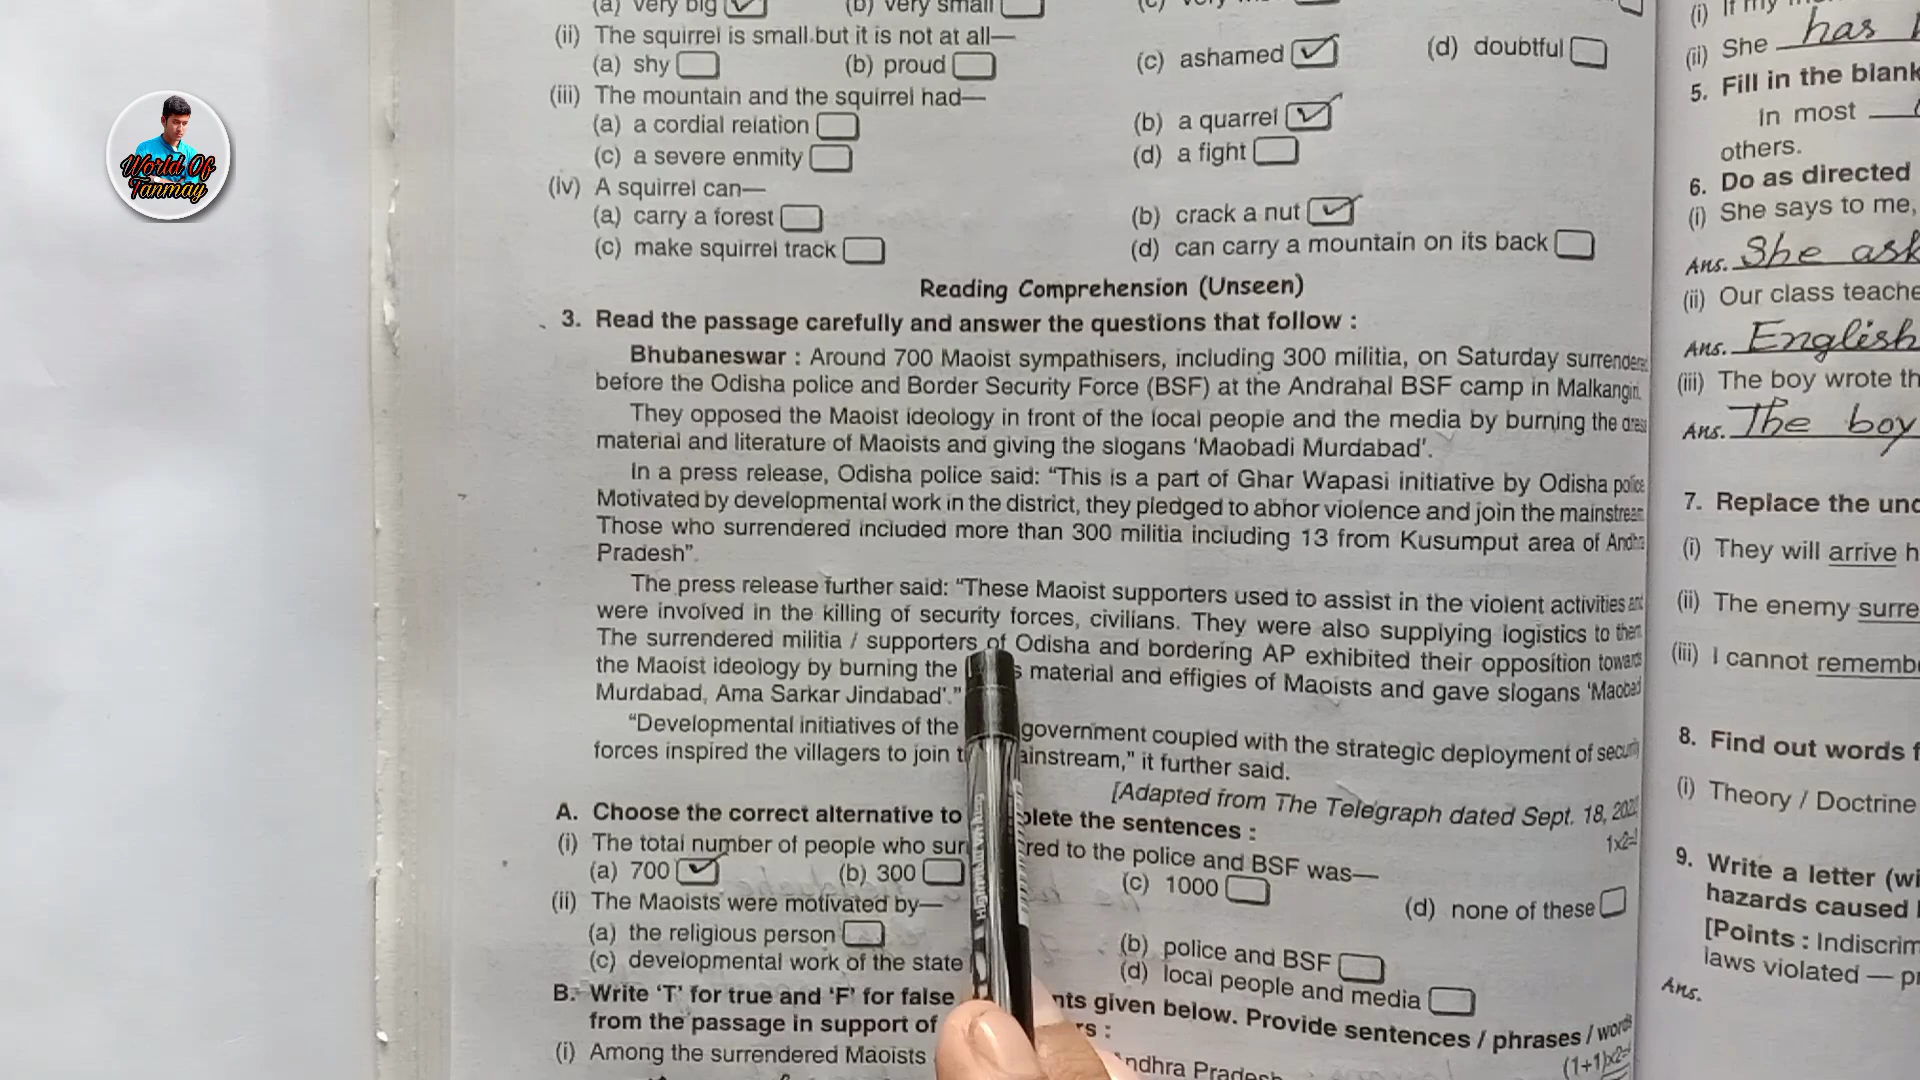 (a) very big (b) very small
(ii) The squirrel is small but it is not at all—
(a) shy (b) proud (c) ashamed (d) doubtful
(iii) The mountain and the squirrel had—
(a) a cordial relation (b) a quarrel
(c) a severe enmity (d) a fight
(iv) A squirrel can—
(a) carry a forest (b) crack a nut
(c) make squirrel track (d) can carry a mountain on its back
Reading Comprehension (Unseen)
3. Read the passage carefully and answer the questions that follow :
Bhubaneswar : Around 700 Maoist sympathisers, including 300 militia, on Saturday surrendered
before the Odisha police and Border Security Force (BSF) at the Andrahal BSF camp in Malkangiri.
They opposed the Maoist ideology in front of the local people and the media by burning the dress
material and literature of Maoists and giving the slogans 'Maobadi Murdabad'.
In a press release, Odisha police said: "This is a part of Ghar Wapasi initiative by Odisha police
Motivated by developmental work in the district, they pledged to abhor violence and join the mainstream
Those who surrendered included more than 300 militia including 13 from Kusumput area of Andhra
Pradesh".
The press release further said: "These Maoist supporters used to assist in the violent activities and
were involved in the killing of security forces, civilians. They were also supplying logistics to them
The surrendered militia / supporters of Odisha and bordering AP exhibited their opposition towards
the Maoist ideology by burning the material and effigies of Maoists and gave slogans 'Maobadi
Murdabad, Ama Sarkar Jindabad'."
"Developmental initiatives of the government coupled with the strategic deployment of security
forces inspired the villagers to join mainstream," it further said.
[Adapted from The Telegraph dated Sept. 18,
A. Choose the correct alternative to complete the sentences :
1x2=
(i) The total number of people who surrendered to the police and BSF was—
(a) 700 (b) 300 (c) 1000 (d) none of these
(ii) The Maoists were motivated by—
(a) the religious person (b) police and BSF
(c) developmental work of the state (d) local people and media
B. Write 'T' for true and 'F' for false given below. Provide sentences / phrases / words
from the passage in support of
(1+1)x2=
(i) Among the surrendered Maoists Andhra Pradesh
World Of
Tanmay
(i) If my
(ii) She has
5. Fill in the blank
In most
others.
6. Do as directed
(i) She says to me,
Ans. She ask
(ii) Our class teache
Ans. English
(iii) The boy wrote th
Ans. The boy
7. Replace the und
(i) They will arrive h
(ii) The enemy surre
(iii) I cannot rememb
8. Find out words f
(i) Theory / Doctrine
9. Write a letter (wi
hazards caused
[Points : Indiscrim
laws violated — p
Ans.